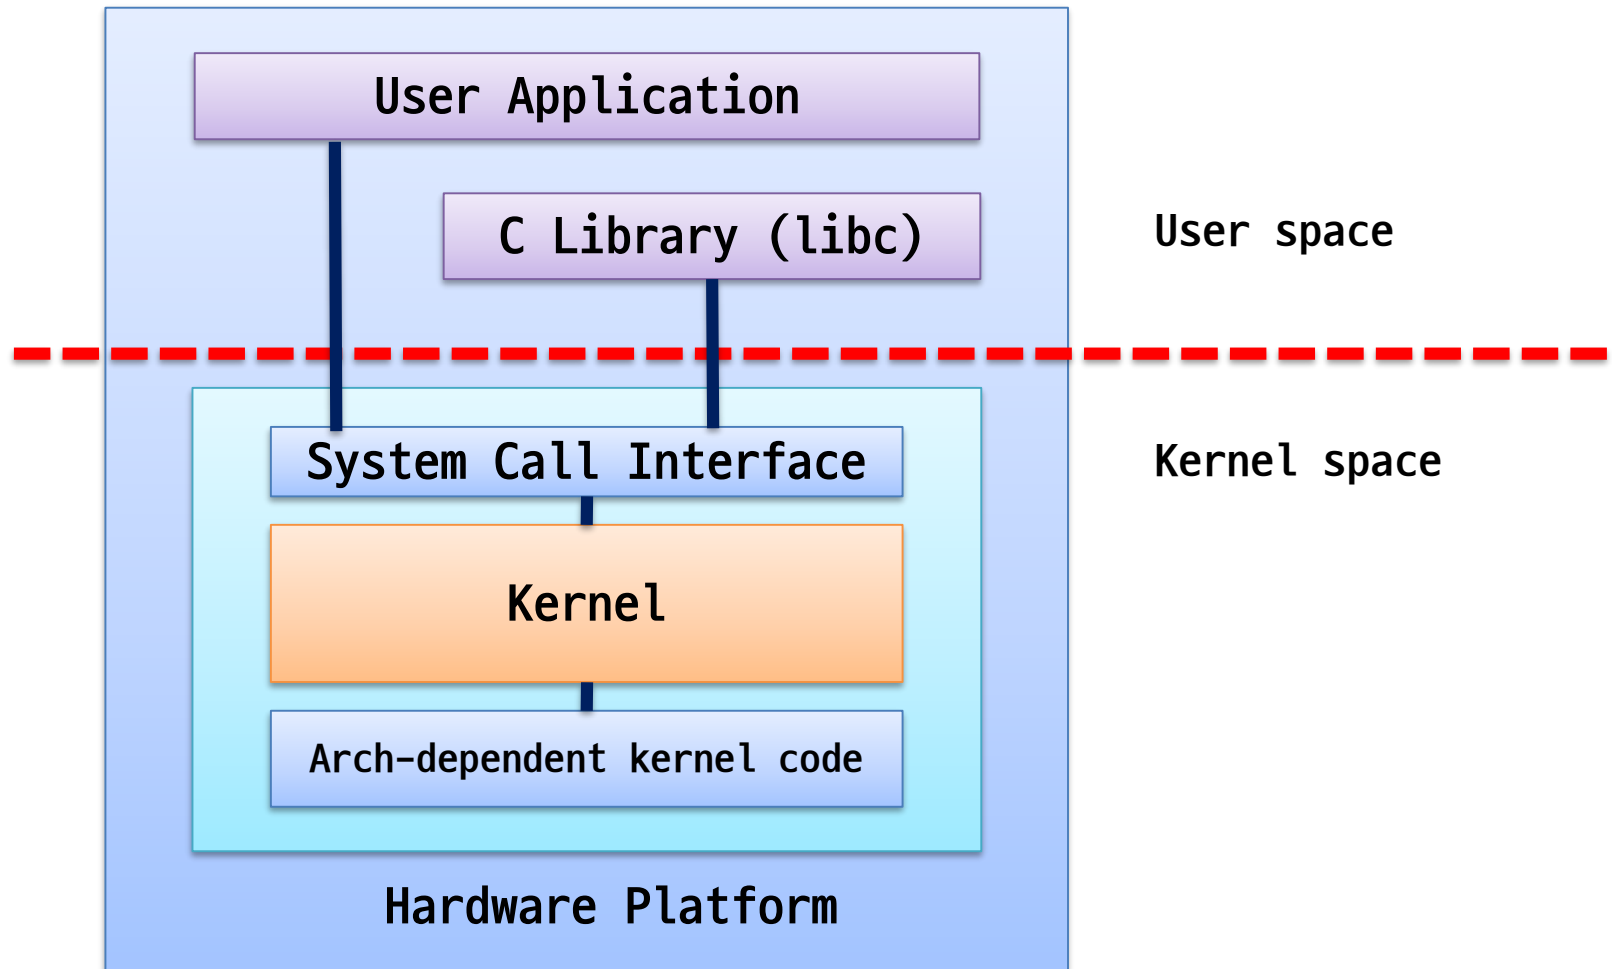 User Application
C Library (libc)
User space
System Call Interface
Kernel space
Kernel
Arch-dependent kernel code
Hardware Platform